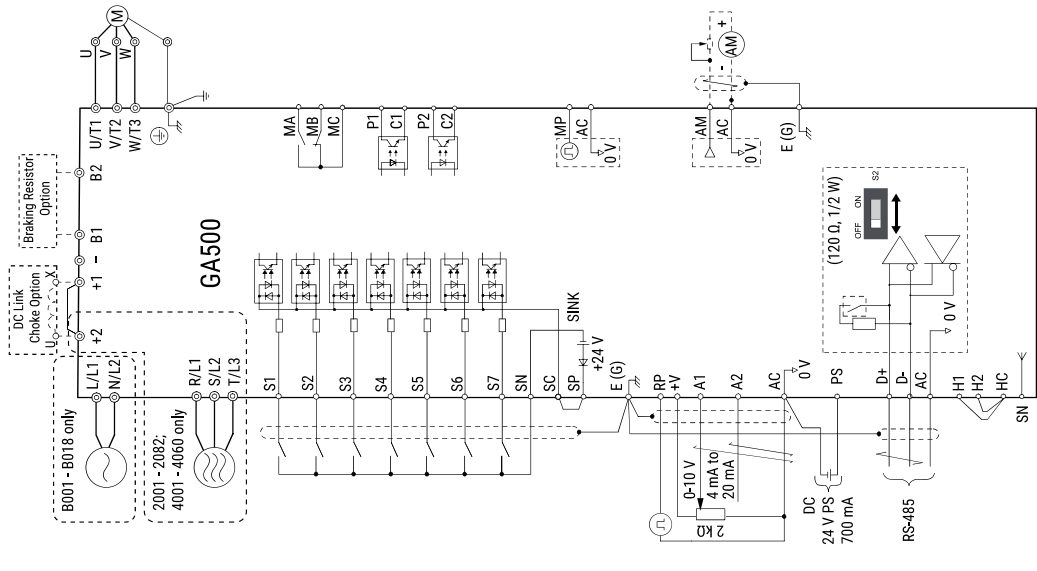 M
U
V
W
U/T1
V/T2
W/T3
MA
MB
MC
P1
C1
P2
C2
MP
AC
0 V
+
AM
-
AM
AC
0 V
E (G)
Braking Resistor
Option
B2
B1
–
+1
+2
DC Link
Choke Option
U
X
GA500
L/L1
N/L2
R/L1
S/L2
T/L3
B001 - B018 only
2001 - 2082;
4001 - 4060 only
S1
S2
S3
S4
S5
S6
S7
SN
SC
SP
SINK
+24 V
E (G)
RP
+V
A1
A2
AC
0 V
PS
0-10 V
4 mA to
20 mA
2 kΩ
DC
24 V PS
700 mA
(120 Ω, 1/2 W)
S2
OFF
ON
0 V
D+
D-
AC
RS-485
H1
H2
HC
SN